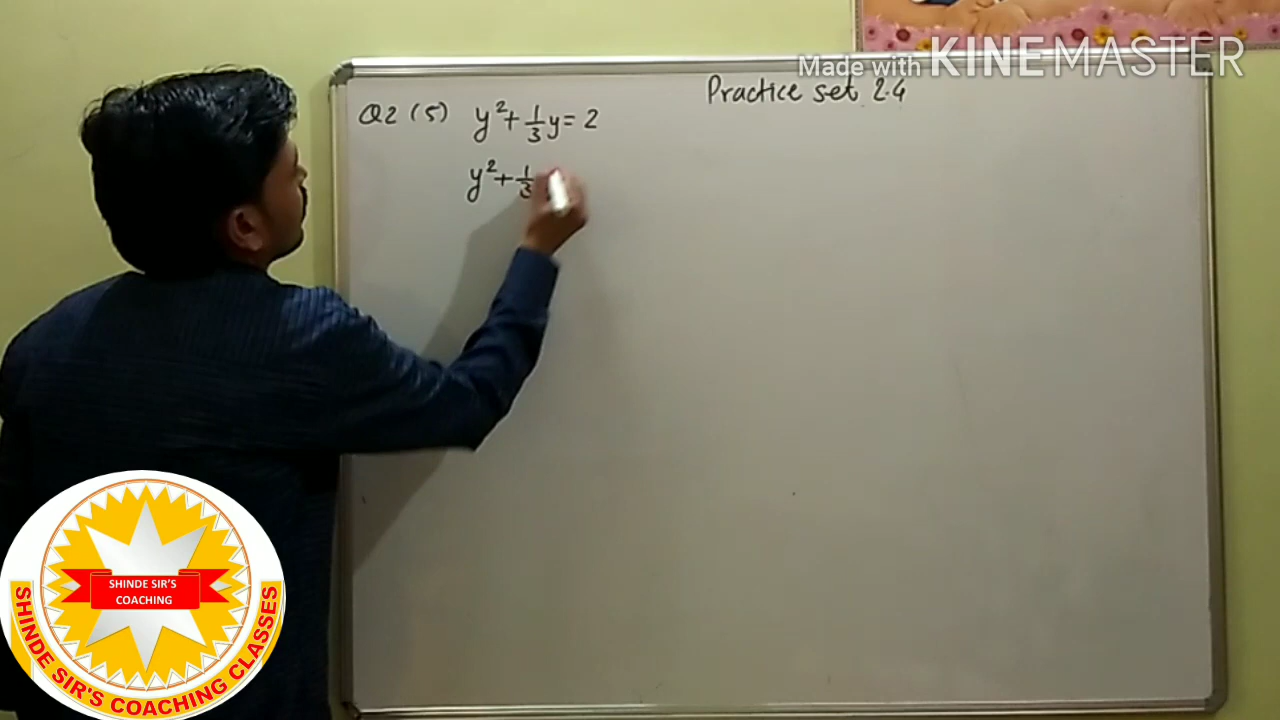 Made with KINEMASTER
Practice set 2.4
Q2 (5) y²+ 1/3 y = 2
y²+ 1/3
SHINDE SIR'S
COACHING
SHINDE SIR'S COACHING CLASSES